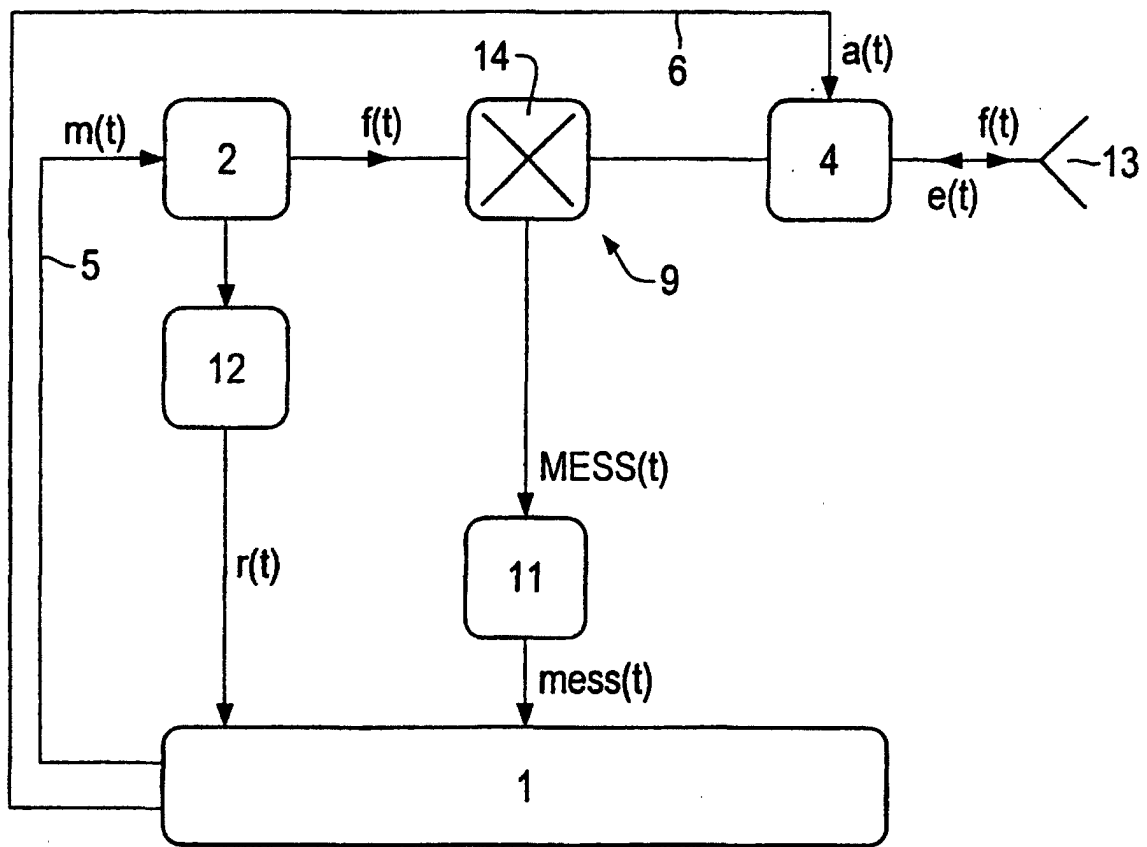 6
a(t)
14
m(t)
2
f(t)
4
f(t)
13
e(t)
5
9
12
MESS(t)
r(t)
11
mess(t)
1